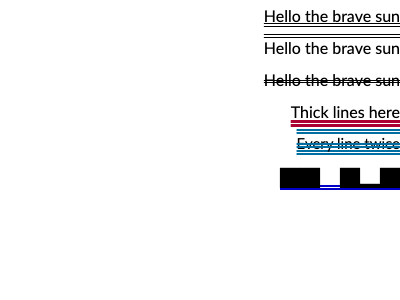 Hello the brave sun
Hello the brave sun
Hello the brave sun
Thick lines here
Every line twice